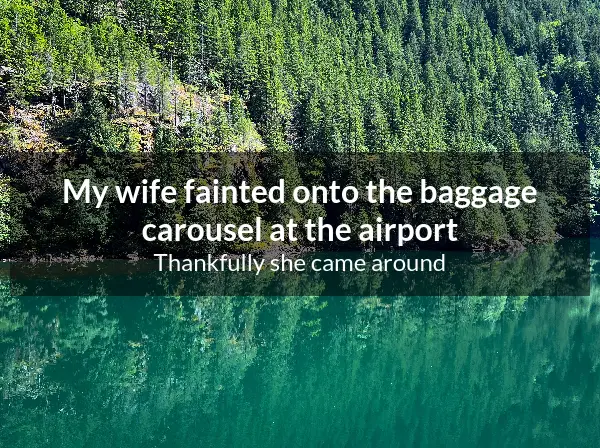 My wife fainted onto the baggage
carousel at the airport
Thankfully she came around